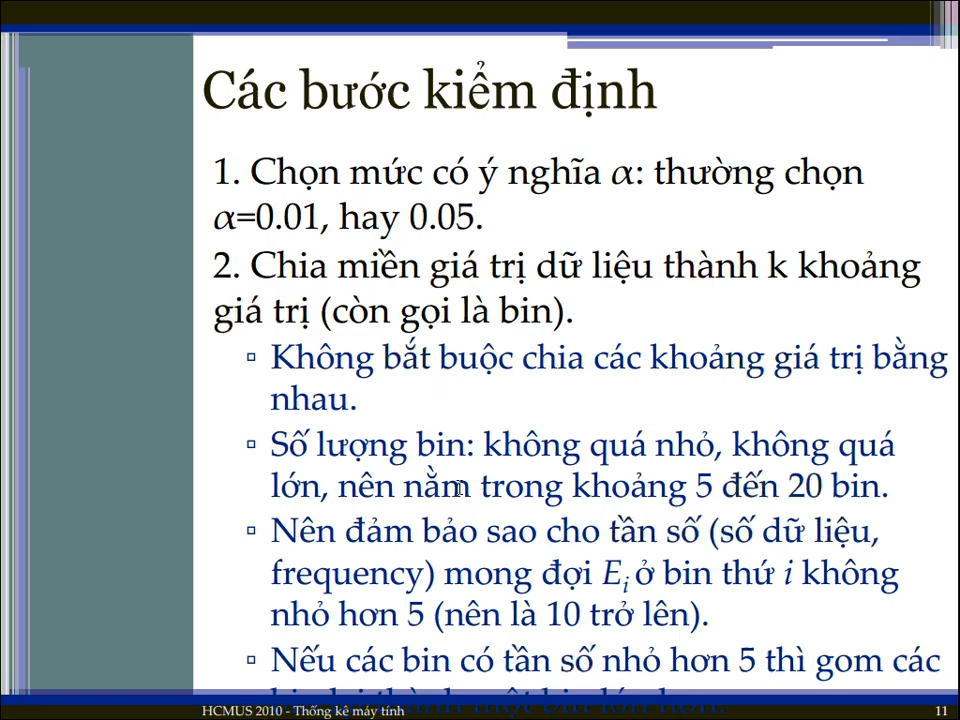 Các bước kiểm định
1. Chọn mức có ý nghĩa α: thường chọn
α=0.01, hay 0.05.
2. Chia miền giá trị dữ liệu thành k khoảng
giá trị (còn gọi là bin).
▫ Không bắt buộc chia các khoảng giá trị bằng
nhau.
▫ Số lượng bin: không quá nhỏ, không quá
lớn, nên nằm trong khoảng 5 đến 20 bin.
▫ Nên đảm bảo sao cho tần số (số dữ liệu,
frequency) mong đợi Eᵢ ở bin thứ i không
nhỏ hơn 5 (nên là 10 trở lên).
▫ Nếu các bin có tần số nhỏ hơn 5 thì gom các
HCMUS 2010 - Thống kê máy tính
11